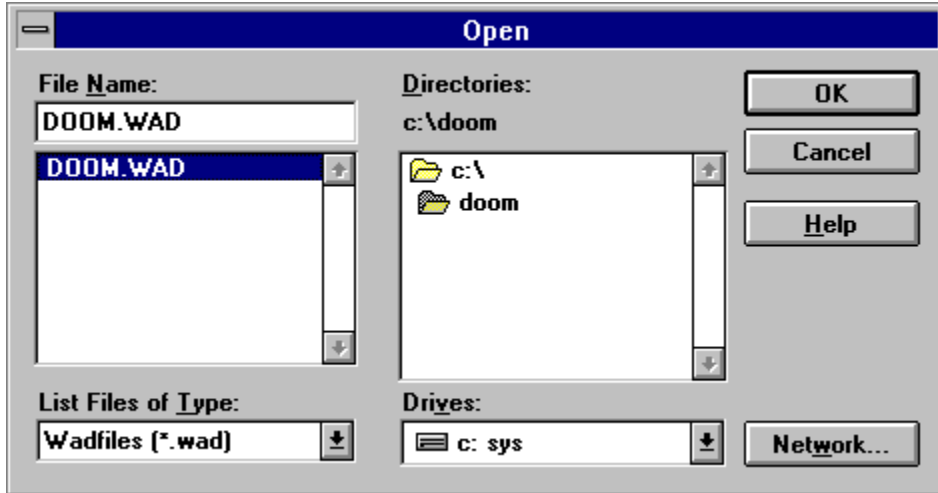 Open
File Name:
DOOM.WAD
DOOM.WAD
List Files of Type:
Wadfiles (*.wad)
Directories:
c:\doom
c:\
doom
Drives:
c: sys
OK
Cancel
Help
Network...